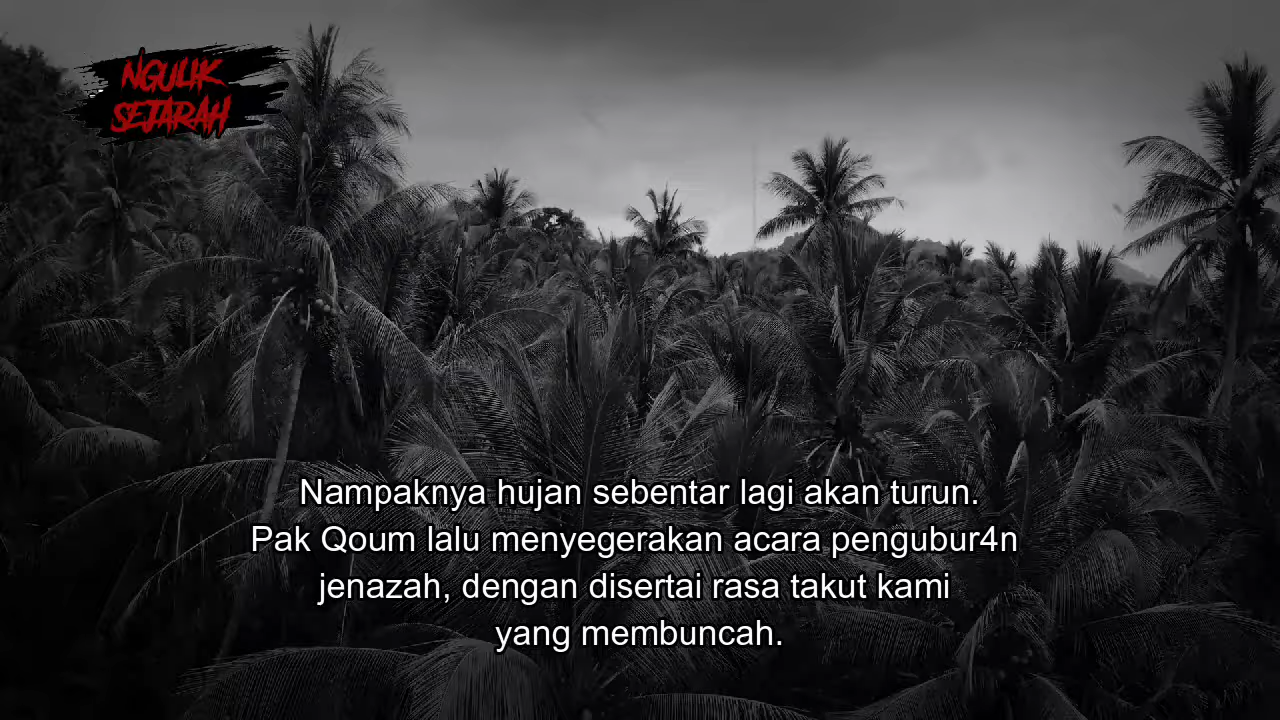 NGULIK
SEJARAH
Nampaknya hujan sebentar lagi akan turun.
Pak Qoum lalu menyegerakan acara pengubur4n
jenazah, dengan disertai rasa takut kami
yang membuncah.